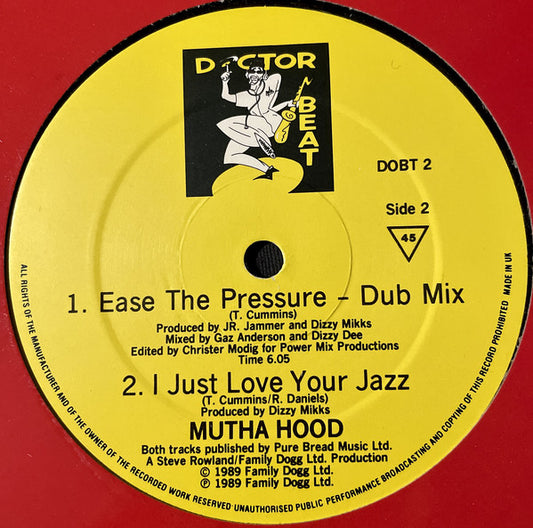 DOCTOR
BEAT
DOBT 2
Side 2
45
1. Ease The Pressure – Dub Mix
(T. Cummins)
Produced by JR. Jammer and Dizzy Mikks
Mixed by Gaz Anderson and Dizzy Dee
Edited by Christer Modig for Power Mix Productions
Time 6.05
2. I Just Love Your Jazz
(T. Cummins/R. Daniels)
Produced by Dizzy Mikks
MUTHA HOOD
Both tracks published by Pure Bread Music Ltd.
A Steve Rowland/Family Dogg Ltd. Production
© 1989 Family Dogg Ltd.
℗ 1989 Family Dogg Ltd.
ALL RIGHTS OF THE MANUFACTURER AND OF THE OWNER OF THE RECORDED WORK RESERVED·UNAUTHORISED PUBLIC PERFORMANCE BROADCASTING AND COPYING OF THIS RECORD PROHIBITED MADE IN UK